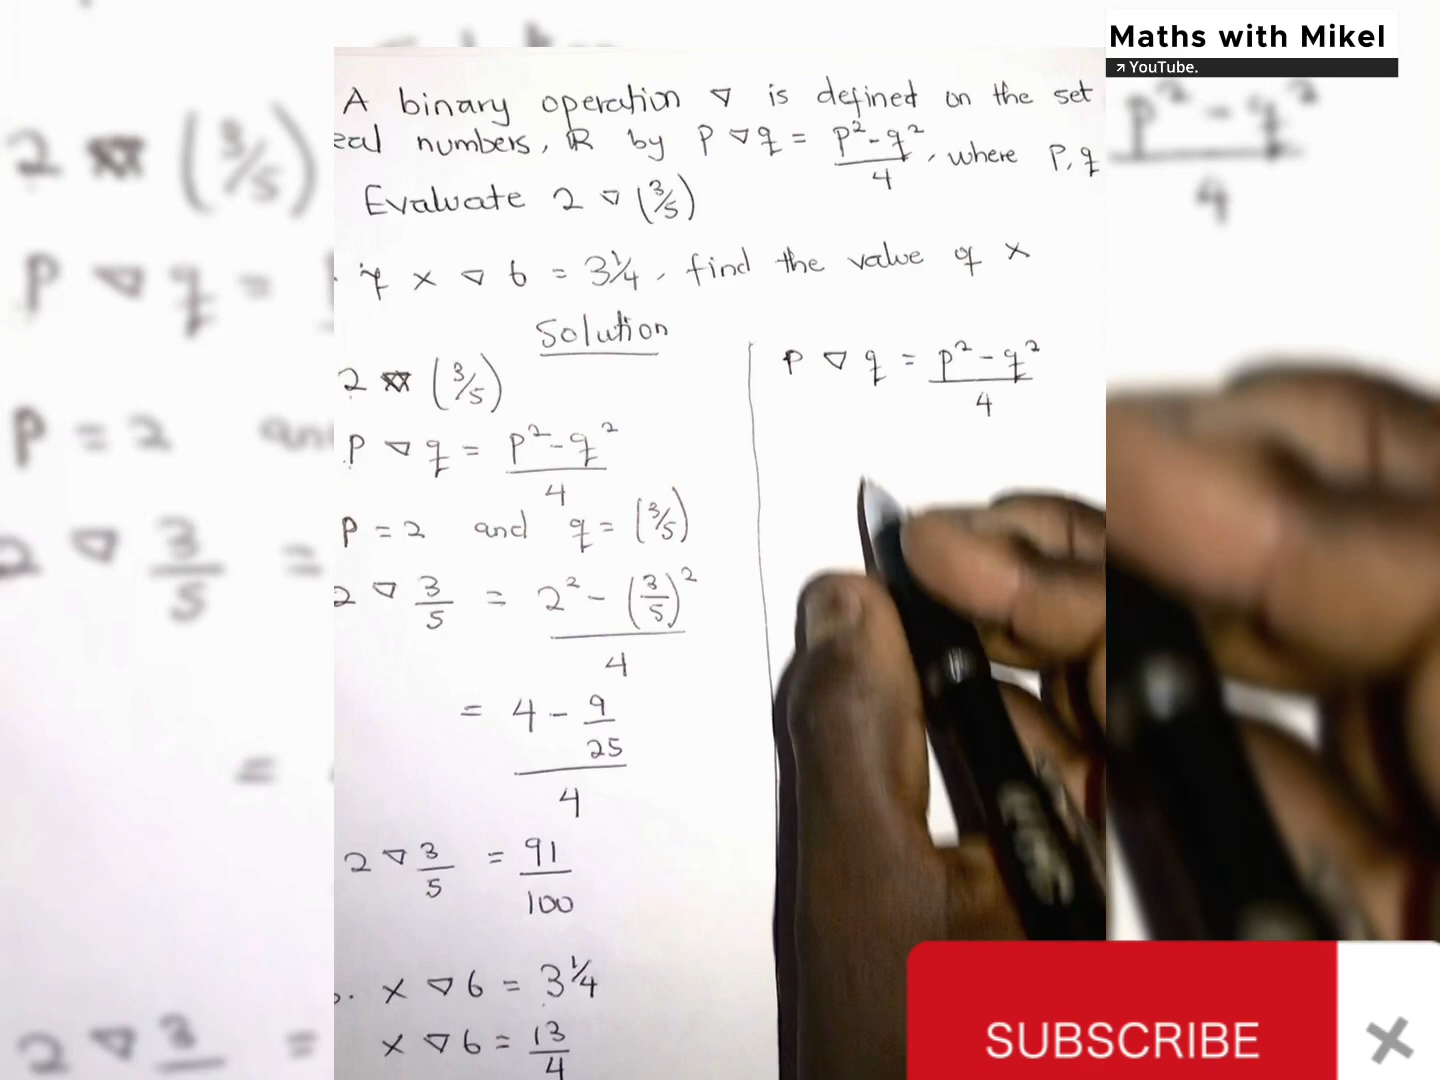 Maths with Mikel
YouTube.
A binary operation ▽ is defined on the set
eal numbers, ℝ by P ▽ q = (p² - q²)/4, where P, q
Evaluate 2 ▽ (3/5)
if x ▽ 6 = 3¼, find the value of x
Solution
2 (3/5)
P ▽ q = (p² - q²)/4
P = 2 and q = (3/5)
2 ▽ 3/5 = (2² - (3/5)²)/4
= (4 - 9/25)/4
2 ▽ 3/5 = 91/100
b. x ▽ 6 = 3¼
x ▽ 6 = 13/4
P ▽ q = (p² - q²)/4
SUBSCRIBE